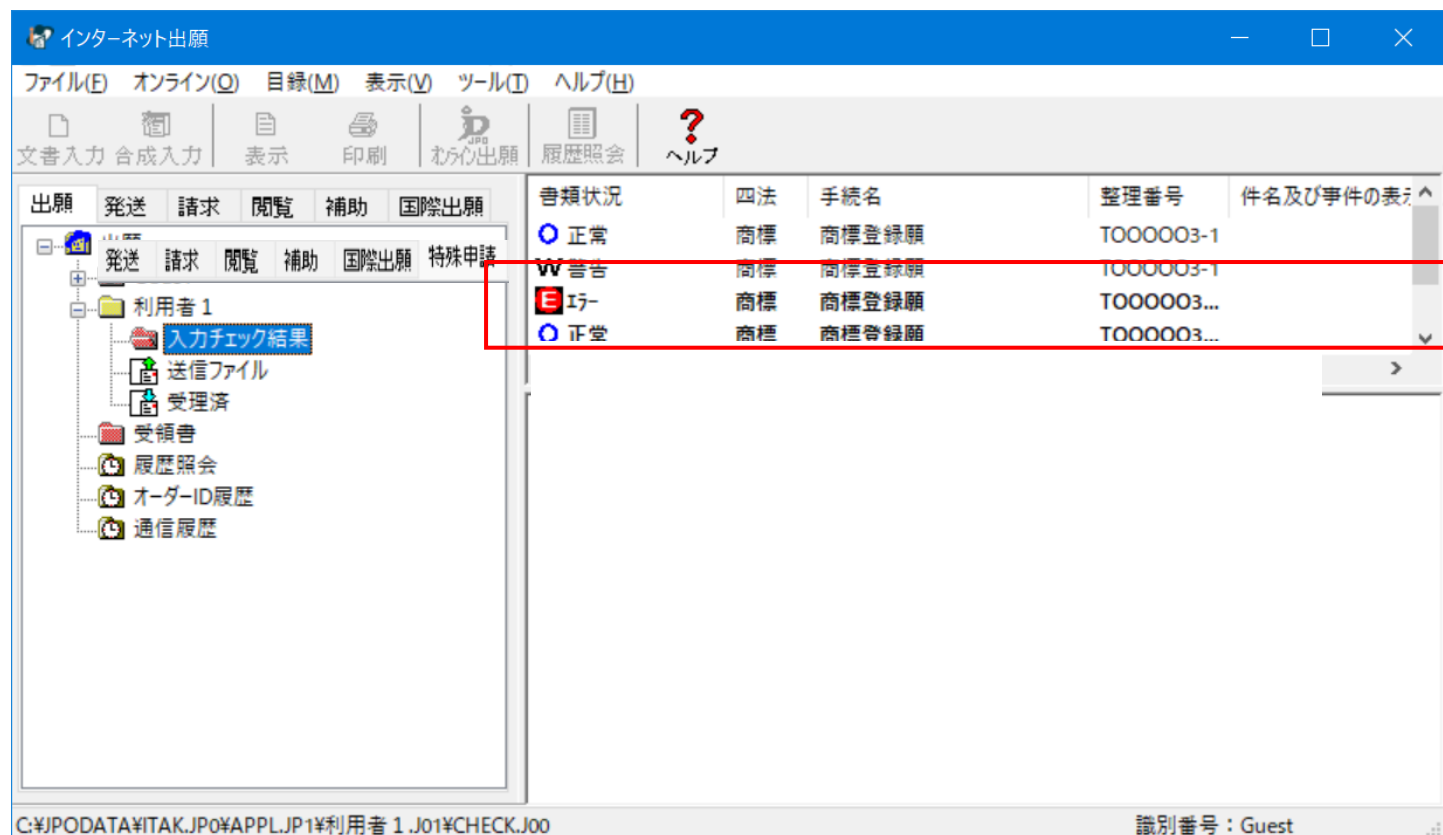 インターネット出願
ファイル(F) オンライン(O) 目録(M) 表示(V) ツール(T) ヘルプ(H)
文書入力 合成入力 表示 印刷 オンライン出願 履歴照会 ヘルプ
出願 発送 請求 閲覧 補助 国際出願
発送 請求 閲覧 補助 国際出願 特殊申請
利用者1
入力チェック結果
送信ファイル
受理済
受領書
履歴照会
オーダーID履歴
通信履歴
書類状況 四法 手続名 整理番号 件名及び事件の表示
正常 商標 商標登録願 TOOOOO3-1
W 警告 商標 商標登録願 TOOOOO3-1
E エラー 商標 商標登録願 TOOOOO3...
正常 商標 商標登録願 TOOOOO3...
C:¥JPODATA¥ITAK.JP0¥APPL.JP1¥利用者1.J01¥CHECK.J00 識別番号:Guest